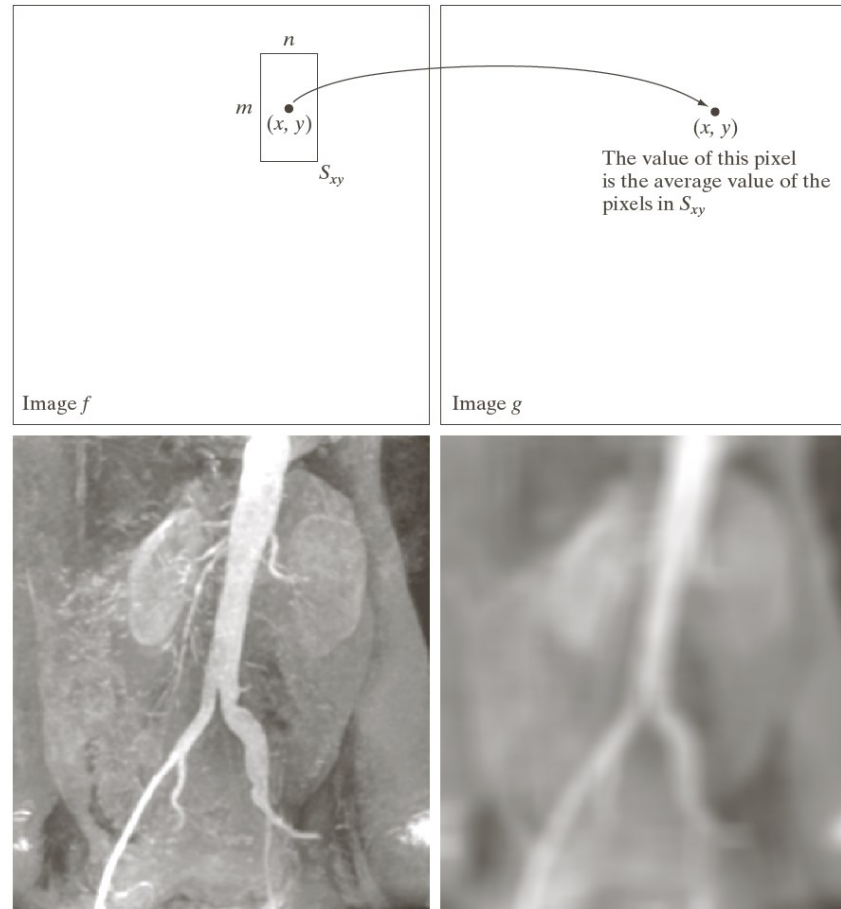 n
m
(x, y)
S_xy
(x, y)
The value of this pixel
is the average value of the
pixels in S_xy
Image f
Image g